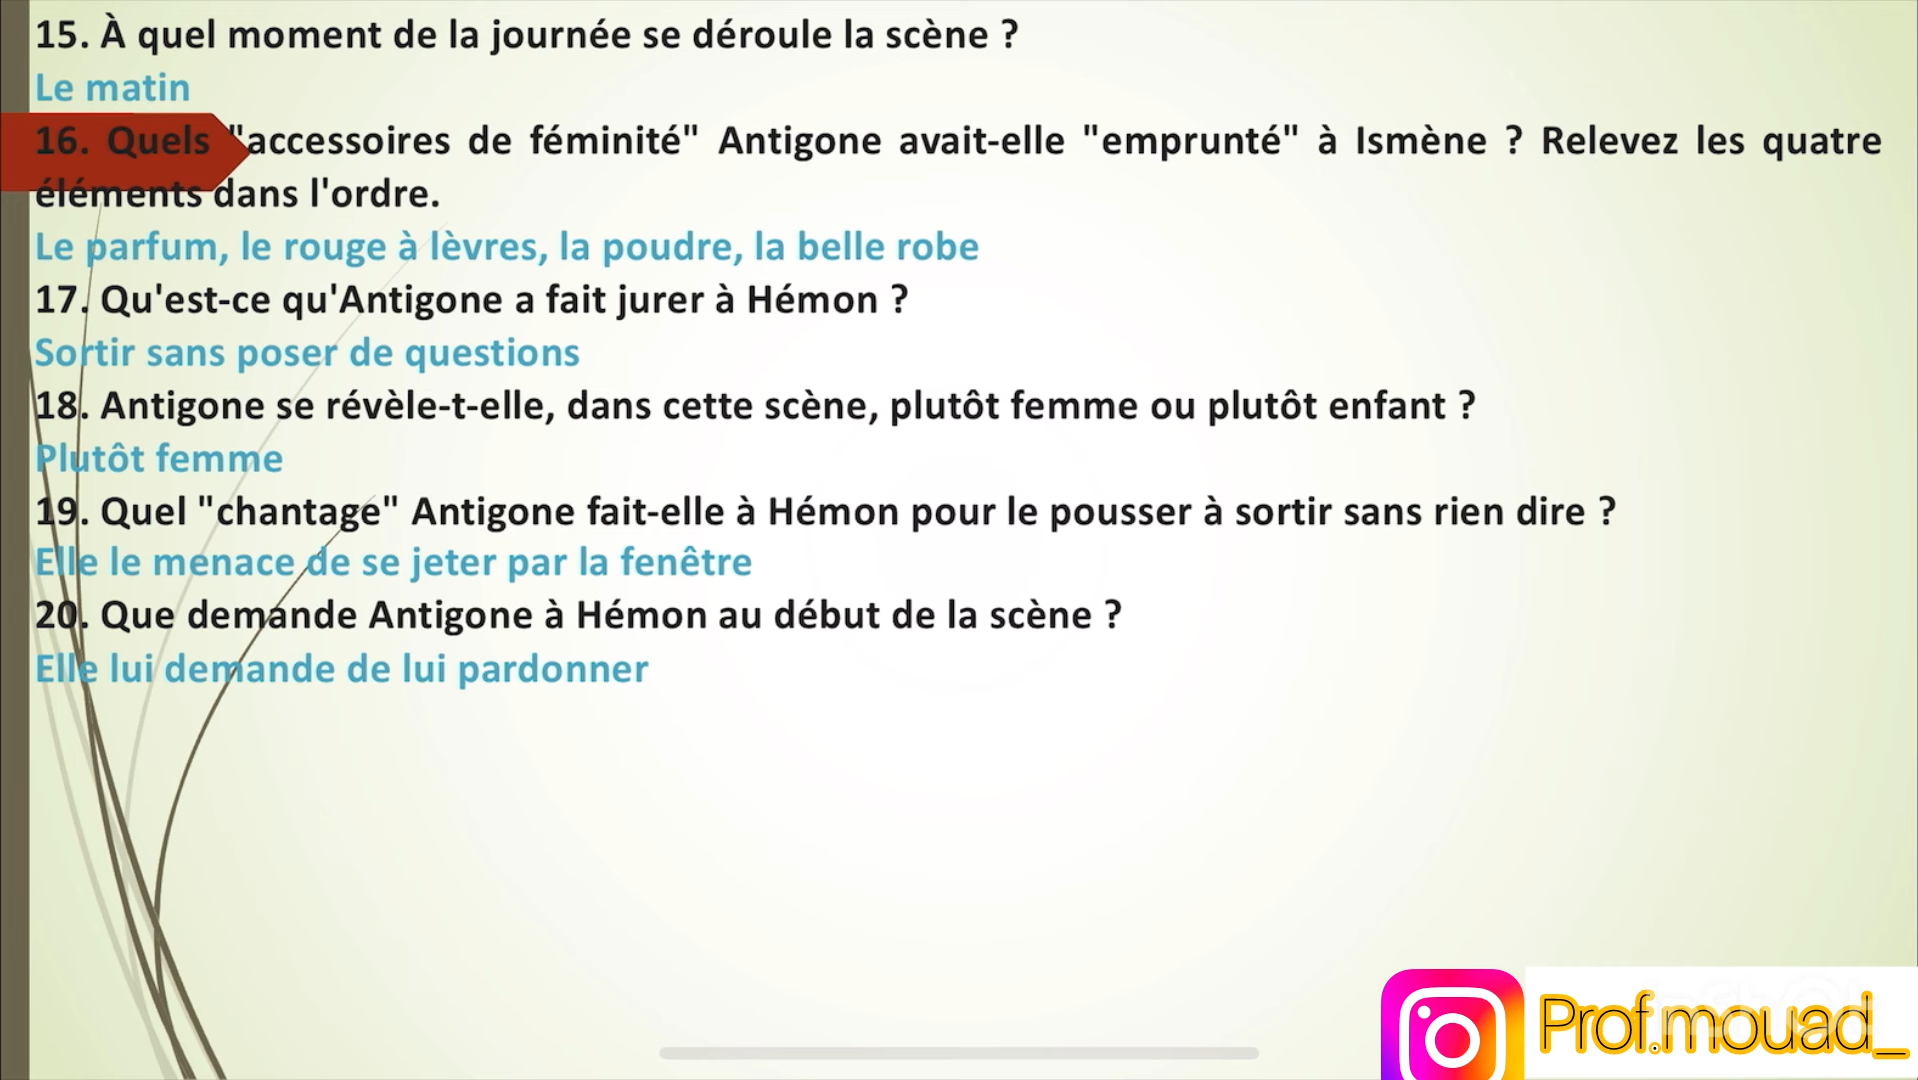 15. À quel moment de la journée se déroule la scène ?
Le matin
16. Quels "accessoires de féminité" Antigone avait-elle "emprunté" à Ismène ? Relevez les quatre
éléments dans l'ordre.
Le parfum, le rouge à lèvres, la poudre, la belle robe
17. Qu'est-ce qu'Antigone a fait jurer à Hémon ?
Sortir sans poser de questions
18. Antigone se révèle-t-elle, dans cette scène, plutôt femme ou plutôt enfant ?
Plutôt femme
19. Quel "chantage" Antigone fait-elle à Hémon pour le pousser à sortir sans rien dire ?
Elle le menace de se jeter par la fenêtre
20. Que demande Antigone à Hémon au début de la scène ?
Elle lui demande de lui pardonner
Prof.mouad_